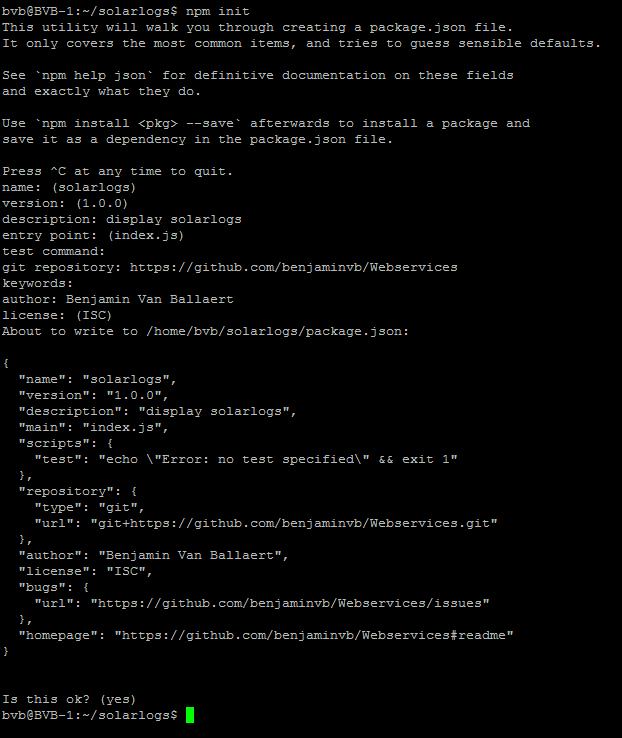 bvb@BVB-1:~/solarlogs$ npm init
This utility will walk you through creating a package.json file.
It only covers the most common items, and tries to guess sensible defaults.
See `npm help json` for definitive documentation on these fields
and exactly what they do.
Use `npm install <pkg> --save` afterwards to install a package and
save it as a dependency in the package.json file.
Press ^C at any time to quit.
name: (solarlogs)
version: (1.0.0)
description: display solarlogs
entry point: (index.js)
test command:
git repository: https://github.com/benjaminvb/Webservices
keywords:
author: Benjamin Van Ballaert
license: (ISC)
About to write to /home/bvb/solarlogs/package.json:
{
  "name": "solarlogs",
  "version": "1.0.0",
  "description": "display solarlogs",
  "main": "index.js",
  "scripts": {
    "test": "echo \"Error: no test specified\" && exit 1"
  },
  "repository": {
    "type": "git",
    "url": "git+https://github.com/benjaminvb/Webservices.git"
  },
  "author": "Benjamin Van Ballaert",
  "license": "ISC",
  "bugs": {
    "url": "https://github.com/benjaminvb/Webservices/issues"
  },
  "homepage": "https://github.com/benjaminvb/Webservices#readme"
}
Is this ok? (yes)
bvb@BVB-1:~/solarlogs$